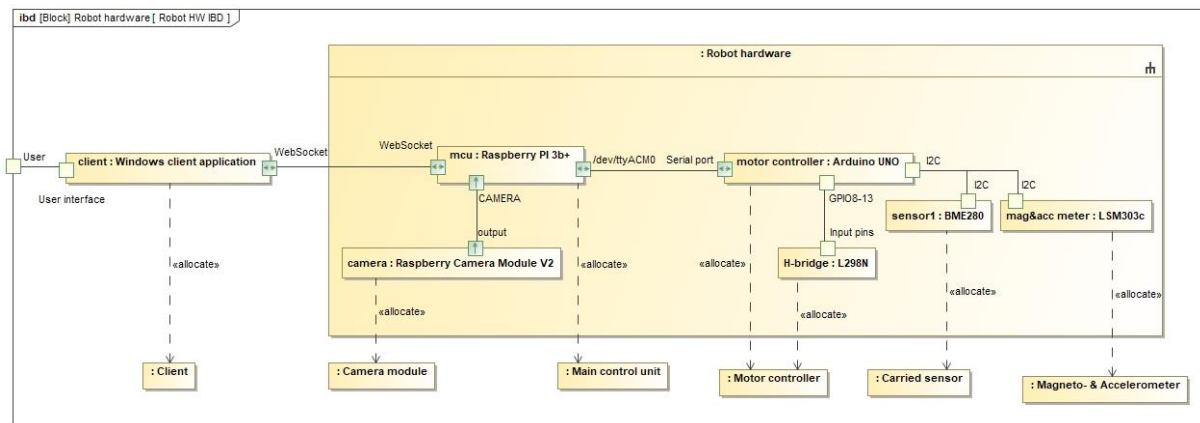 ibd [Block] Robot hardware [ Robot HW IBD ]
: Robot hardware
User
client : Windows client application
WebSocket
WebSocket
mcu : Raspberry PI 3b+
/dev/ttyACM0
Serial port
motor controller : Arduino UNO
I2C
User interface
CAMERA
GPIO8-13
I2C
I2C
sensor1 : BME280
mag&acc meter : LSM303c
output
Input pins
camera : Raspberry Camera Module V2
H-bridge : L298N
«allocate»
«allocate»
«allocate»
«allocate»
«allocate»
«allocate»
«allocate»
: Client
: Camera module
: Main control unit
: Motor controller
: Carried sensor
: Magneto- & Accelerometer